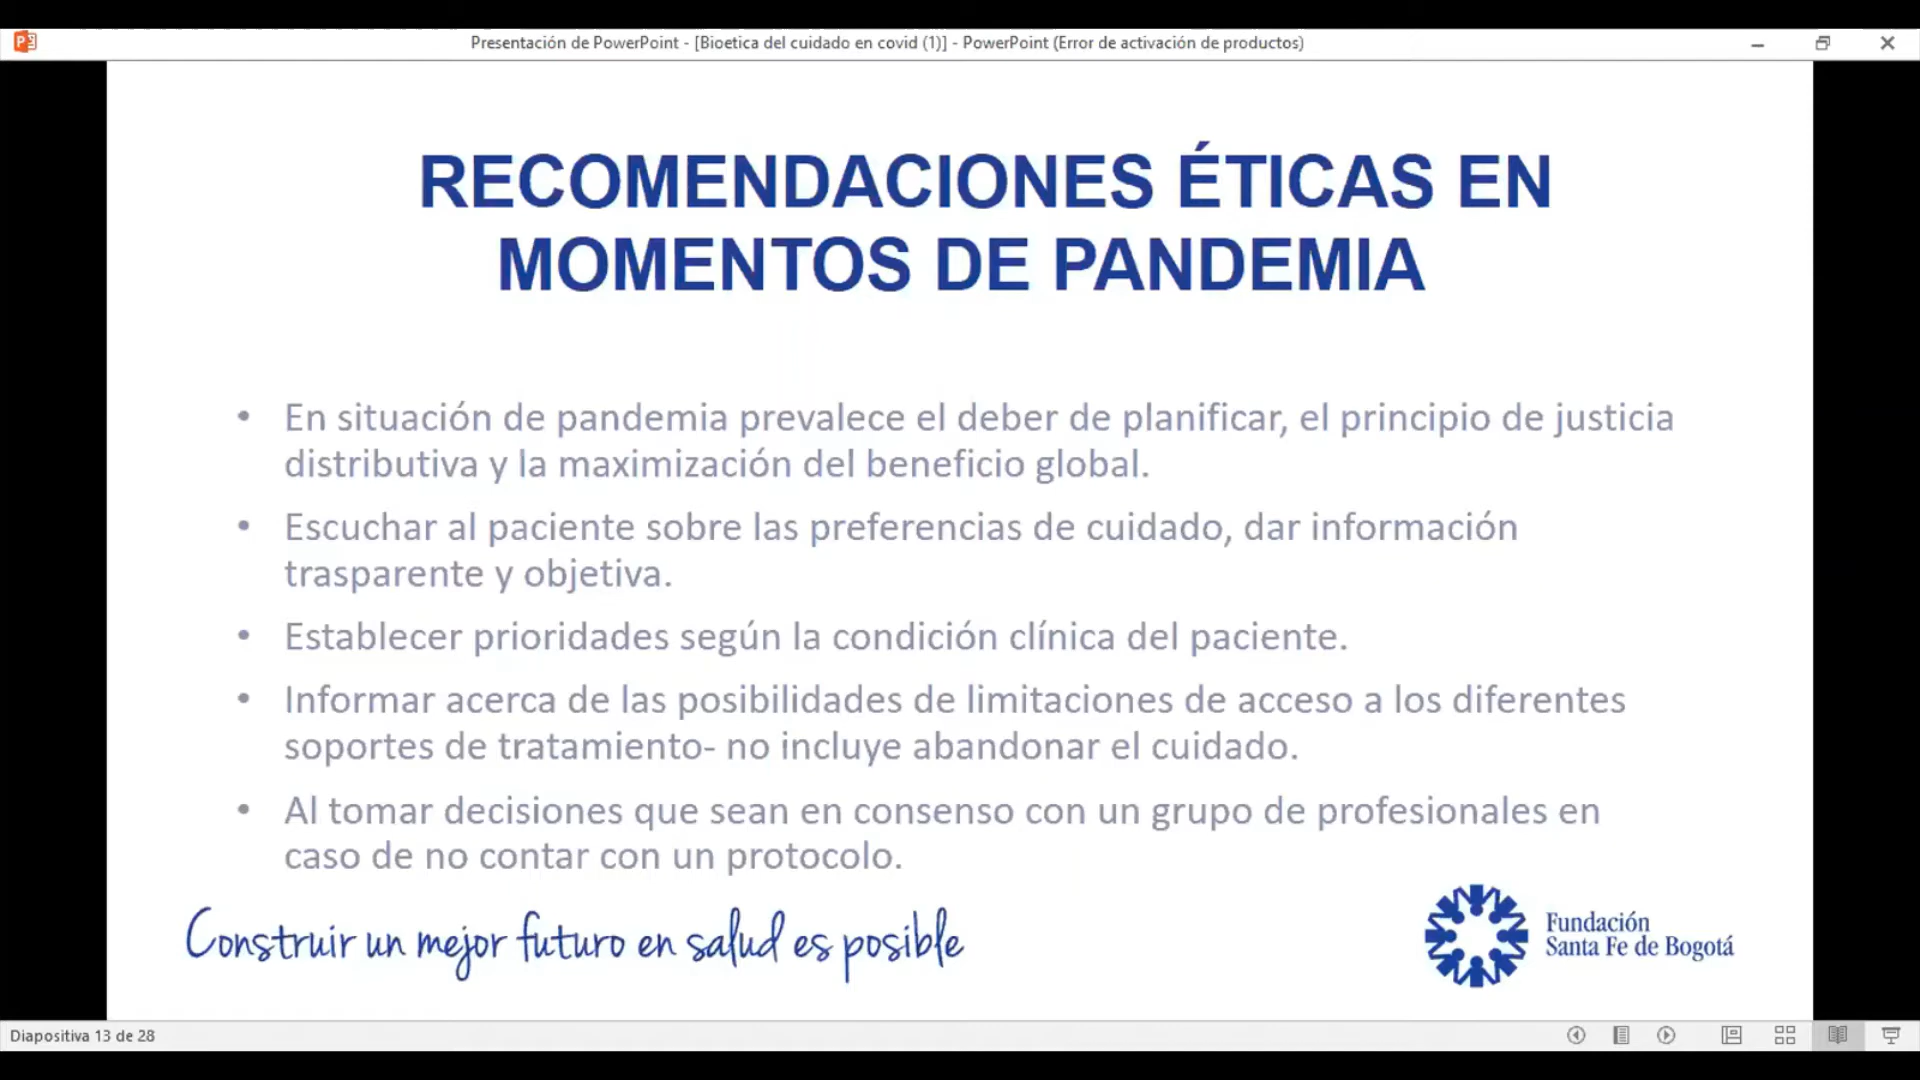 Presentación de PowerPoint - [Bioetica del cuidado en covid (1)] - PowerPoint (Error de activación de productos)
RECOMENDACIONES ÉTICAS EN
MOMENTOS DE PANDEMIA
• En situación de pandemia prevalece el deber de planificar, el principio de justicia
distributiva y la maximización del beneficio global.
• Escuchar al paciente sobre las preferencias de cuidado, dar información
trasparente y objetiva.
• Establecer prioridades según la condición clínica del paciente.
• Informar acerca de las posibilidades de limitaciones de acceso a los diferentes
soportes de tratamiento- no incluye abandonar el cuidado.
• Al tomar decisiones que sean en consenso con un grupo de profesionales en
caso de no contar con un protocolo.
Construir un mejor futuro en salud es posible
Fundación
Santa Fe de Bogotá
Diapositiva 13 de 28